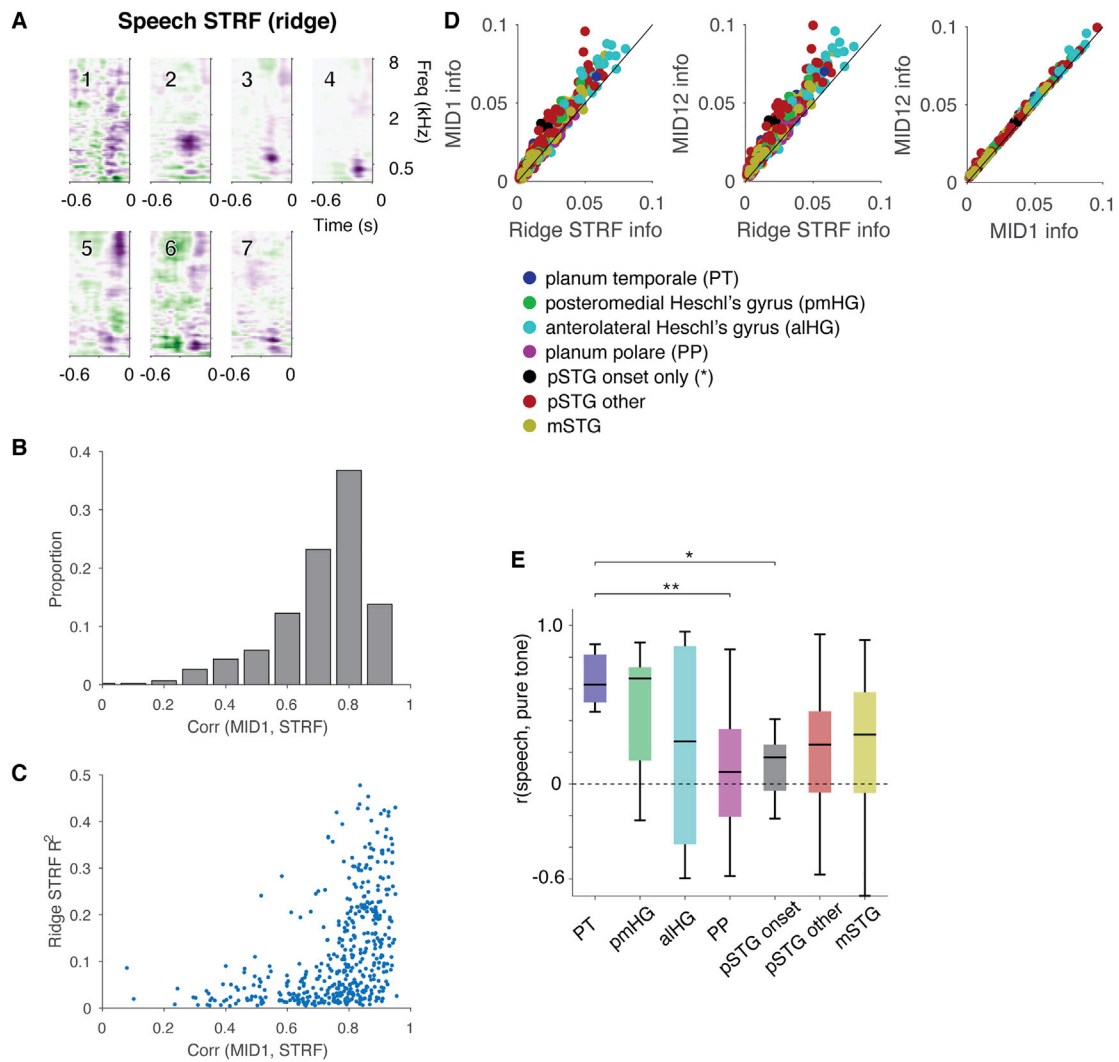 A
Speech STRF (ridge)
1
2
3
4
8
2
0.5
Freq (kHz)
-0.6 0
-0.6 0
-0.6 0
-0.6 0
Time (s)
5
6
7
-0.6 0
-0.6 0
-0.6 0
D
0.1
0.05
0
MID1 info
0 0.05 0.1
Ridge STRF info
0.1
0.05
0
MID12 info
0 0.05 0.1
Ridge STRF info
0.1
0.05
0
MID12 info
0 0.05 0.1
MID1 info
planum temporale (PT)
posteromedial Heschl's gyrus (pmHG)
anterolateral Heschl's gyrus (alHG)
planum polare (PP)
pSTG onset only (*)
pSTG other
mSTG
B
0.4
0.3
0.2
0.1
0
Proportion
0 0.2 0.4 0.6 0.8 1
Corr (MID1, STRF)
C
0.5
0.4
0.3
0.2
0.1
0
Ridge STRF R²
0 0.2 0.4 0.6 0.8 1
Corr (MID1, STRF)
E
*
**
1.0
0
-0.6
r(speech, pure tone)
PT
pmHG
alHG
PP
pSTG onset
pSTG other
mSTG